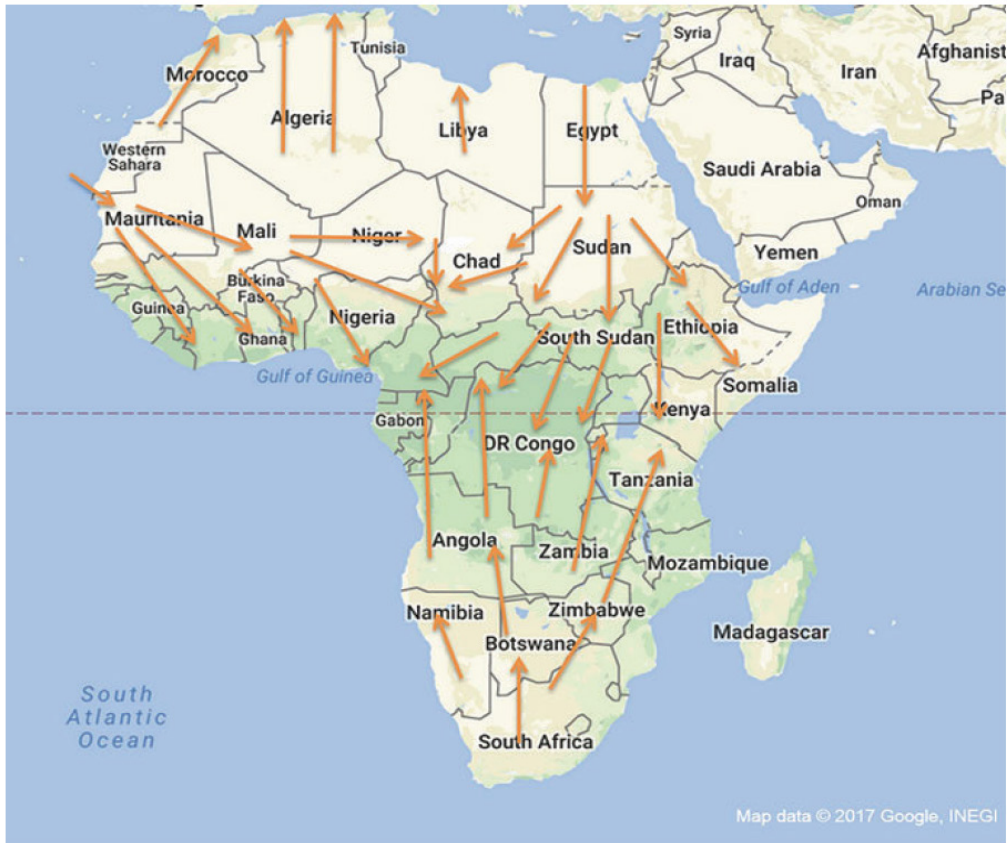 Tunisia
Syria
Afghanist
Morocco
Iraq
Iran
Pa
Algeria
Libya
Egypt
Western
Sahara
Saudi Arabia
Oman
Mauritania
Mali
Niger
Chad
Sudan
Yemen
Gulf of Aden
Arabian Se
Burkina
Faso
Guinea
Nigeria
Ghana
South Sudan
Ethiopia
Gulf of Guinea
Somalia
Gabon
Kenya
DR Congo
Tanzania
Angola
Zambia
Mozambique
Namibia
Zimbabwe
Botswana
Madagascar
South
Atlantic
Ocean
South Africa
Map data © 2017 Google, INEGI